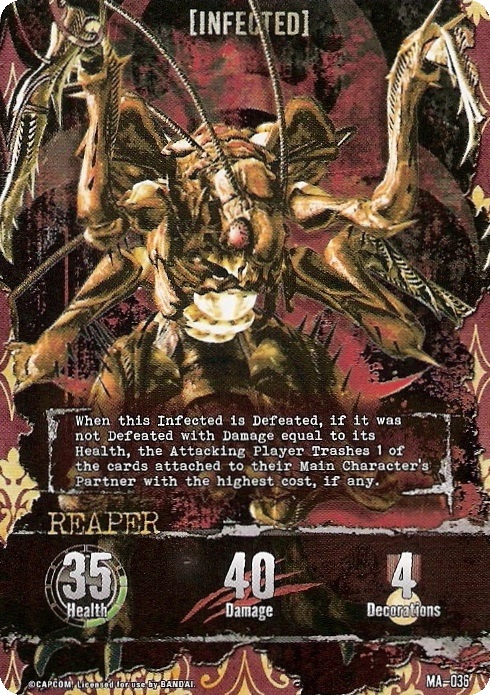 [INFECTED]
When this Infected is Defeated, if it was
not Defeated with Damage equal to its
Health, the Attacking Player Trashes 1 of
the cards attached to their Main Character's
Partner with the highest cost, if any.
REAPER
35 40 4
Health Damage Decorations
©CAPCOM. Licensed for use by BANDAI. MA-036